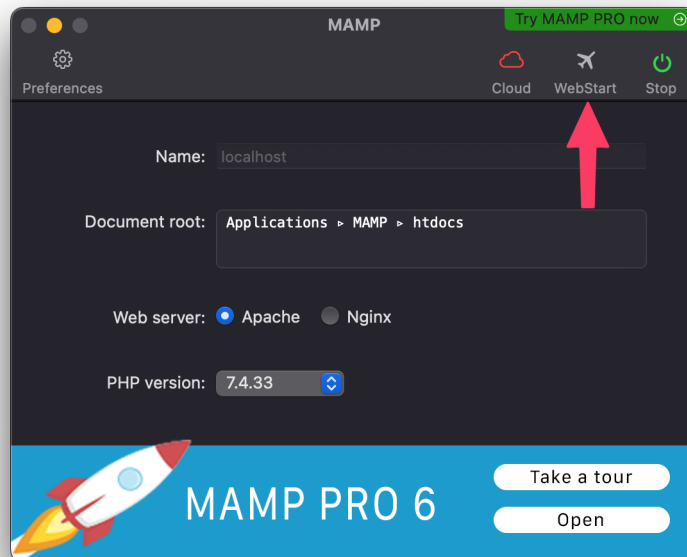 MAMP
Try MAMP PRO now
Preferences
Cloud
WebStart
Stop
Name: localhost
Document root: Applications ▹ MAMP ▹ htdocs
Web server: Apache Nginx
PHP version: 7.4.33
MAMP PRO 6
Take a tour
Open